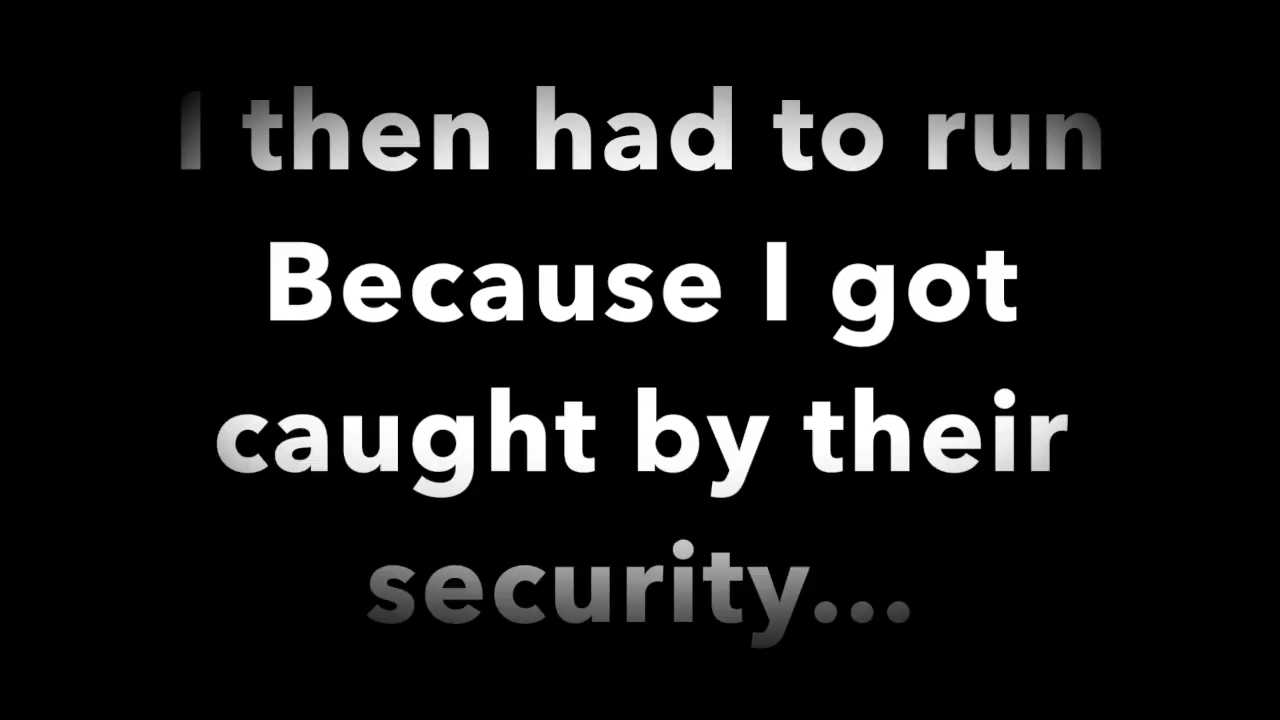 I then had to run
Because I got
caught by their
security...